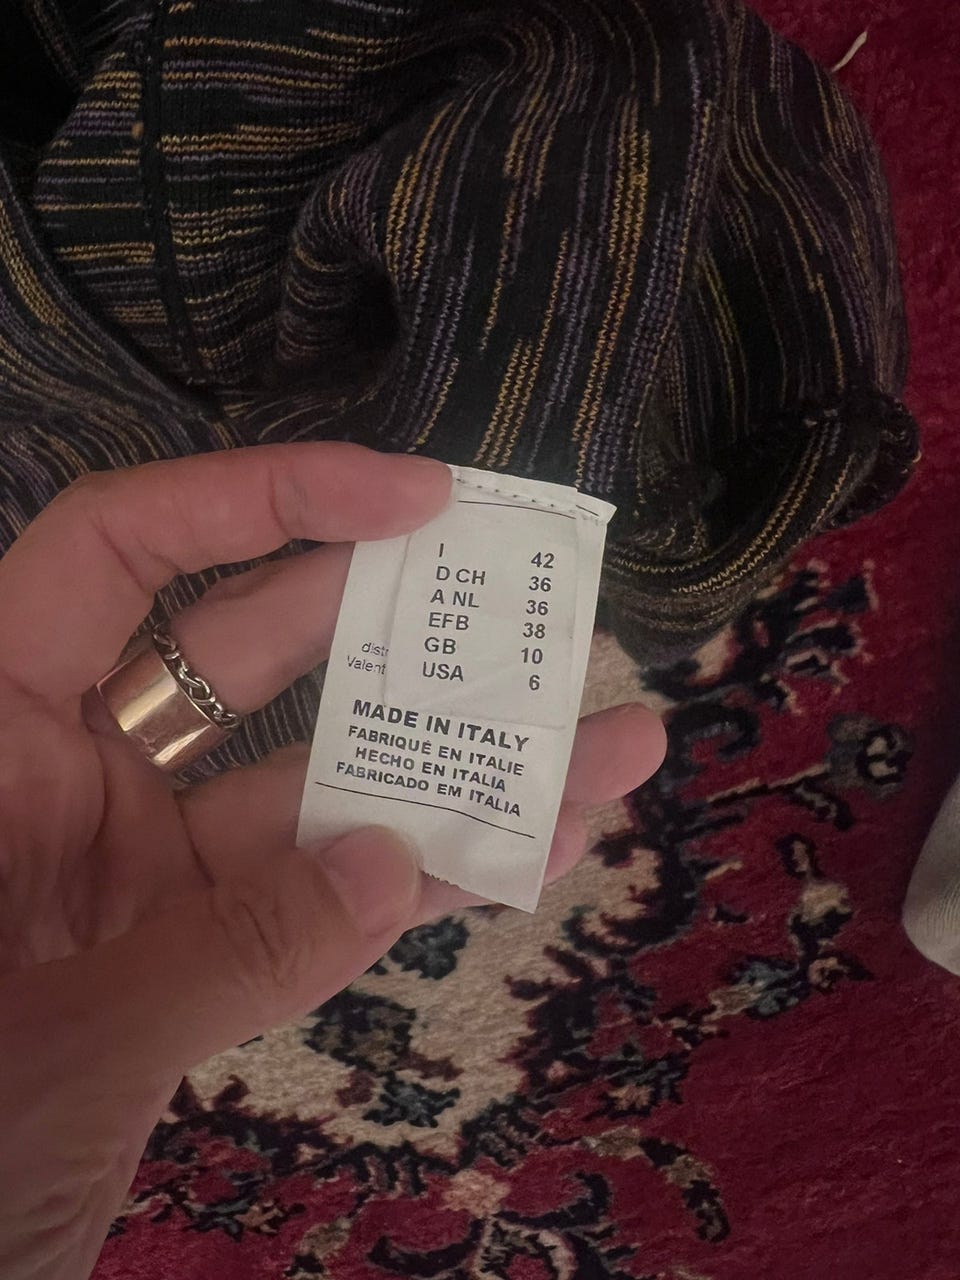 I 42
D CH 36
A NL 36
EFB 38
GB 10
USA 6
distr
Valent
MADE IN ITALY
FABRIQUÉ EN ITALIE
HECHO EN ITALIA
FABRICADO EM ITALIA